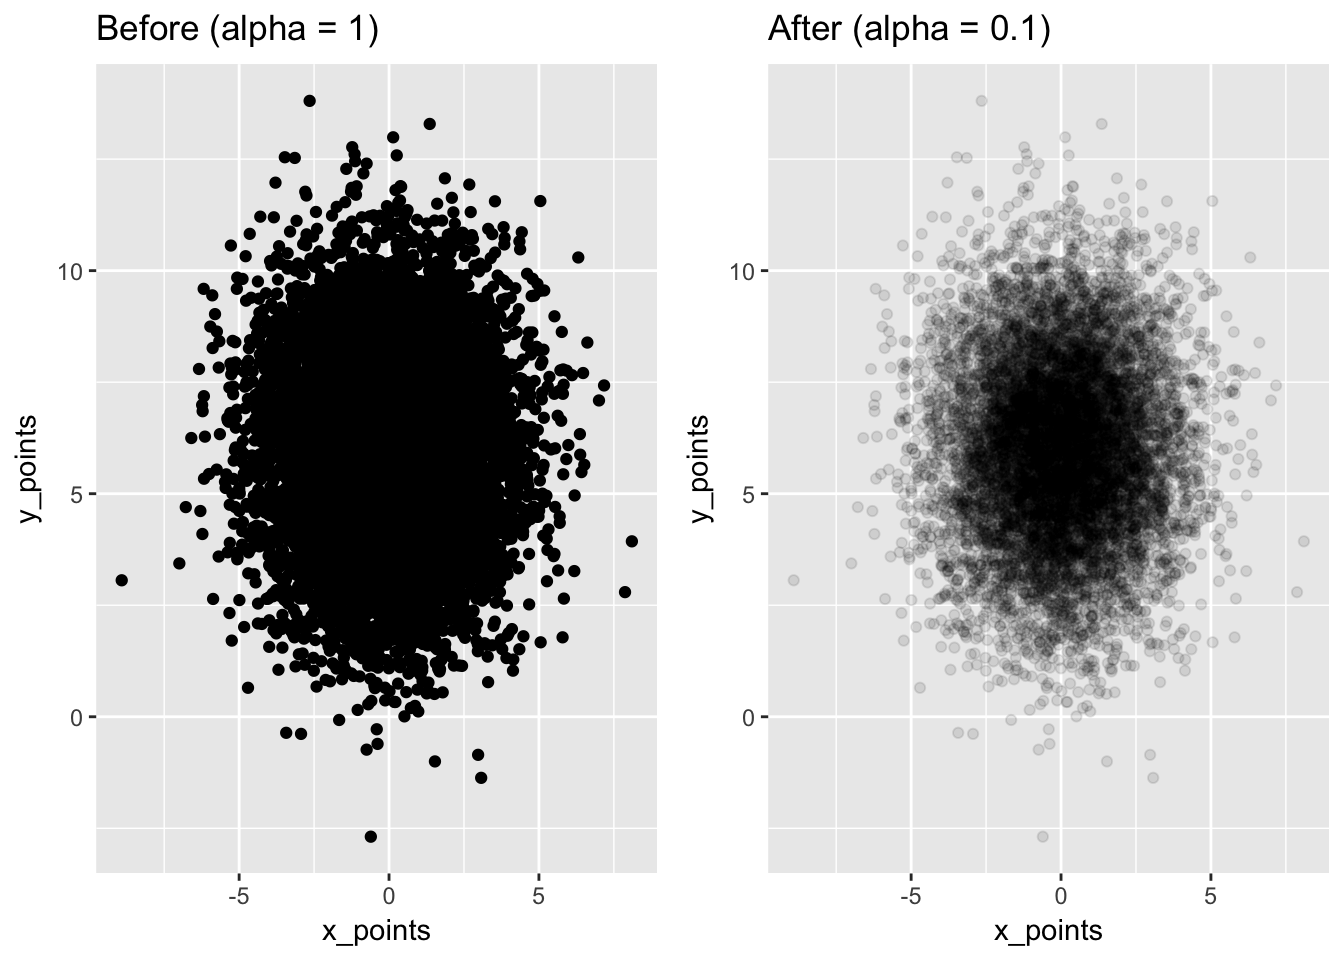 Before (alpha = 1)
y_points
10
5
0
-5
0
5
x_points
After (alpha = 0.1)
y_points
10
5
0
-5
0
5
x_points